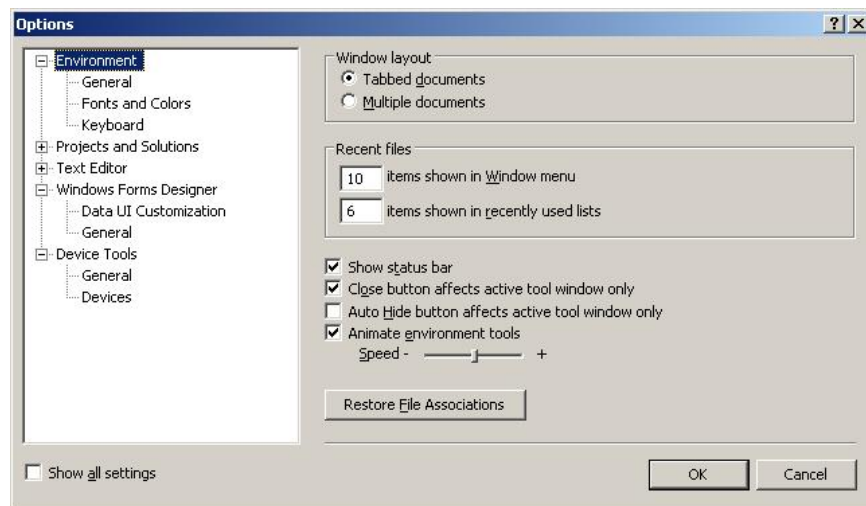 Options
Environment
General
Fonts and Colors
Keyboard
Projects and Solutions
Text Editor
Windows Forms Designer
Data UI Customization
General
Device Tools
General
Devices
Show all settings
Window layout
Tabbed documents
Multiple documents
Recent files
10 items shown in Window menu
6 items shown in recently used lists
Show status bar
Close button affects active tool window only
Auto Hide button affects active tool window only
Animate environment tools
Speed - +
Restore File Associations
OK Cancel